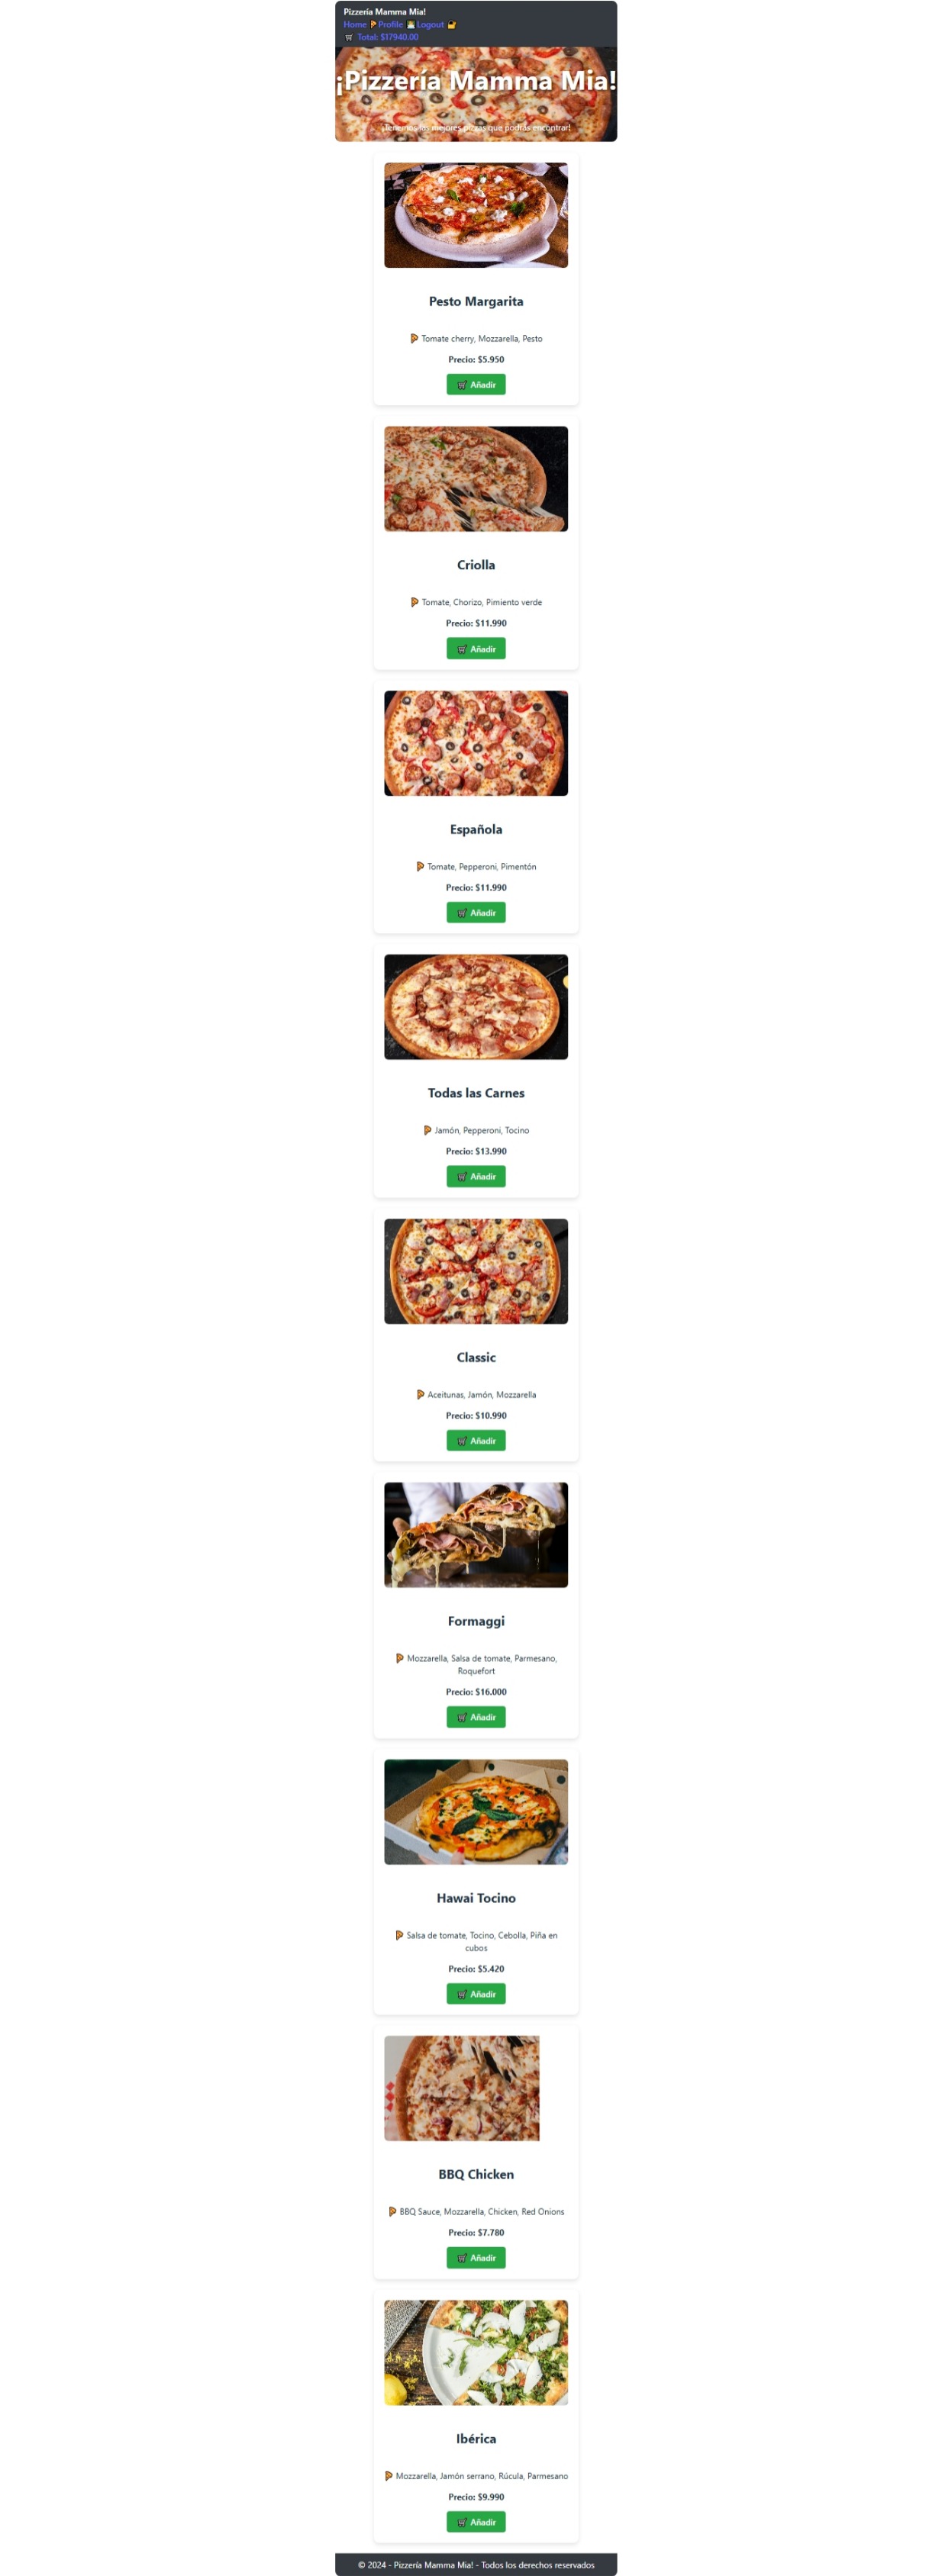 Pizzería Mamma Mia!
Home Profile Logout
Total: $17940.00
¡Pizzería Mamma Mia!
¡Tenemos las mejores pizzas que podrás encontrar!
Pesto Margarita
Tomate cherry, Mozzarella, Pesto
Precio: $5.950
Añadir
Criolla
Tomate, Chorizo, Pimiento verde
Precio: $11.990
Añadir
Española
Tomate, Pepperoni, Pimentón
Precio: $11.990
Añadir
Todas las Carnes
Jamón, Pepperoni, Tocino
Precio: $13.990
Añadir
Classic
Aceitunas, Jamón, Mozzarella
Precio: $10.990
Añadir
Formaggi
Mozzarella, Salsa de tomate, Parmesano,
Roquefort
Precio: $16.000
Añadir
Hawai Tocino
Salsa de tomate, Tocino, Cebolla, Piña en
cubos
Precio: $5.420
Añadir
BBQ Chicken
BBQ Sauce, Mozzarella, Chicken, Red Onions
Precio: $7.780
Añadir
Ibérica
Mozzarella, Jamón serrano, Rúcula, Parmesano
Precio: $9.990
Añadir
© 2024 - Pizzería Mamma Mia! - Todos los derechos reservados